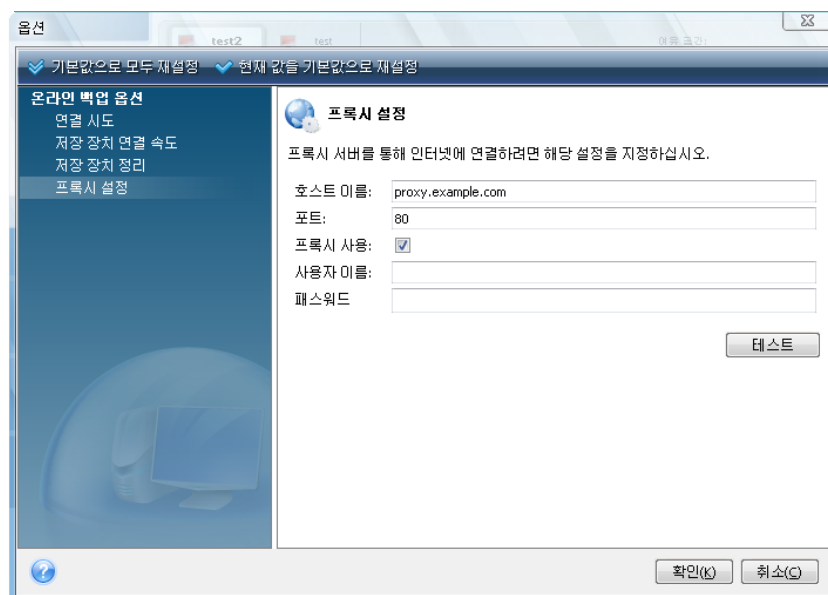 옵션
test2
test
여유 공간:
기본값으로 모두 재설정
현재 값을 기본값으로 재설정
온라인 백업 옵션
연결 시도
저장 장치 연결 속도
저장 장치 정리
프록시 설정
프록시 설정
프록시 서버를 통해 인터넷에 연결하려면 해당 설정을 지정하십시오.
호스트 이름: proxy.example.com
포트: 80
프록시 사용:
사용자 이름:
패스워드
테스트
확인(K) 취소(C)